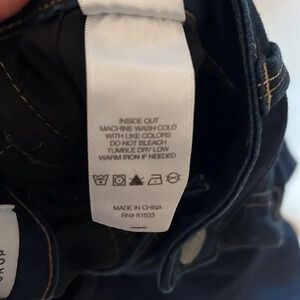 INSIDE OUT
MACHINE WASH COLD
WITH LIKE COLORS
DO NOT BLEACH
TUMBLE DRY LOW
WARM IRON IF NEEDED
MADE IN CHINA
RN# 61633